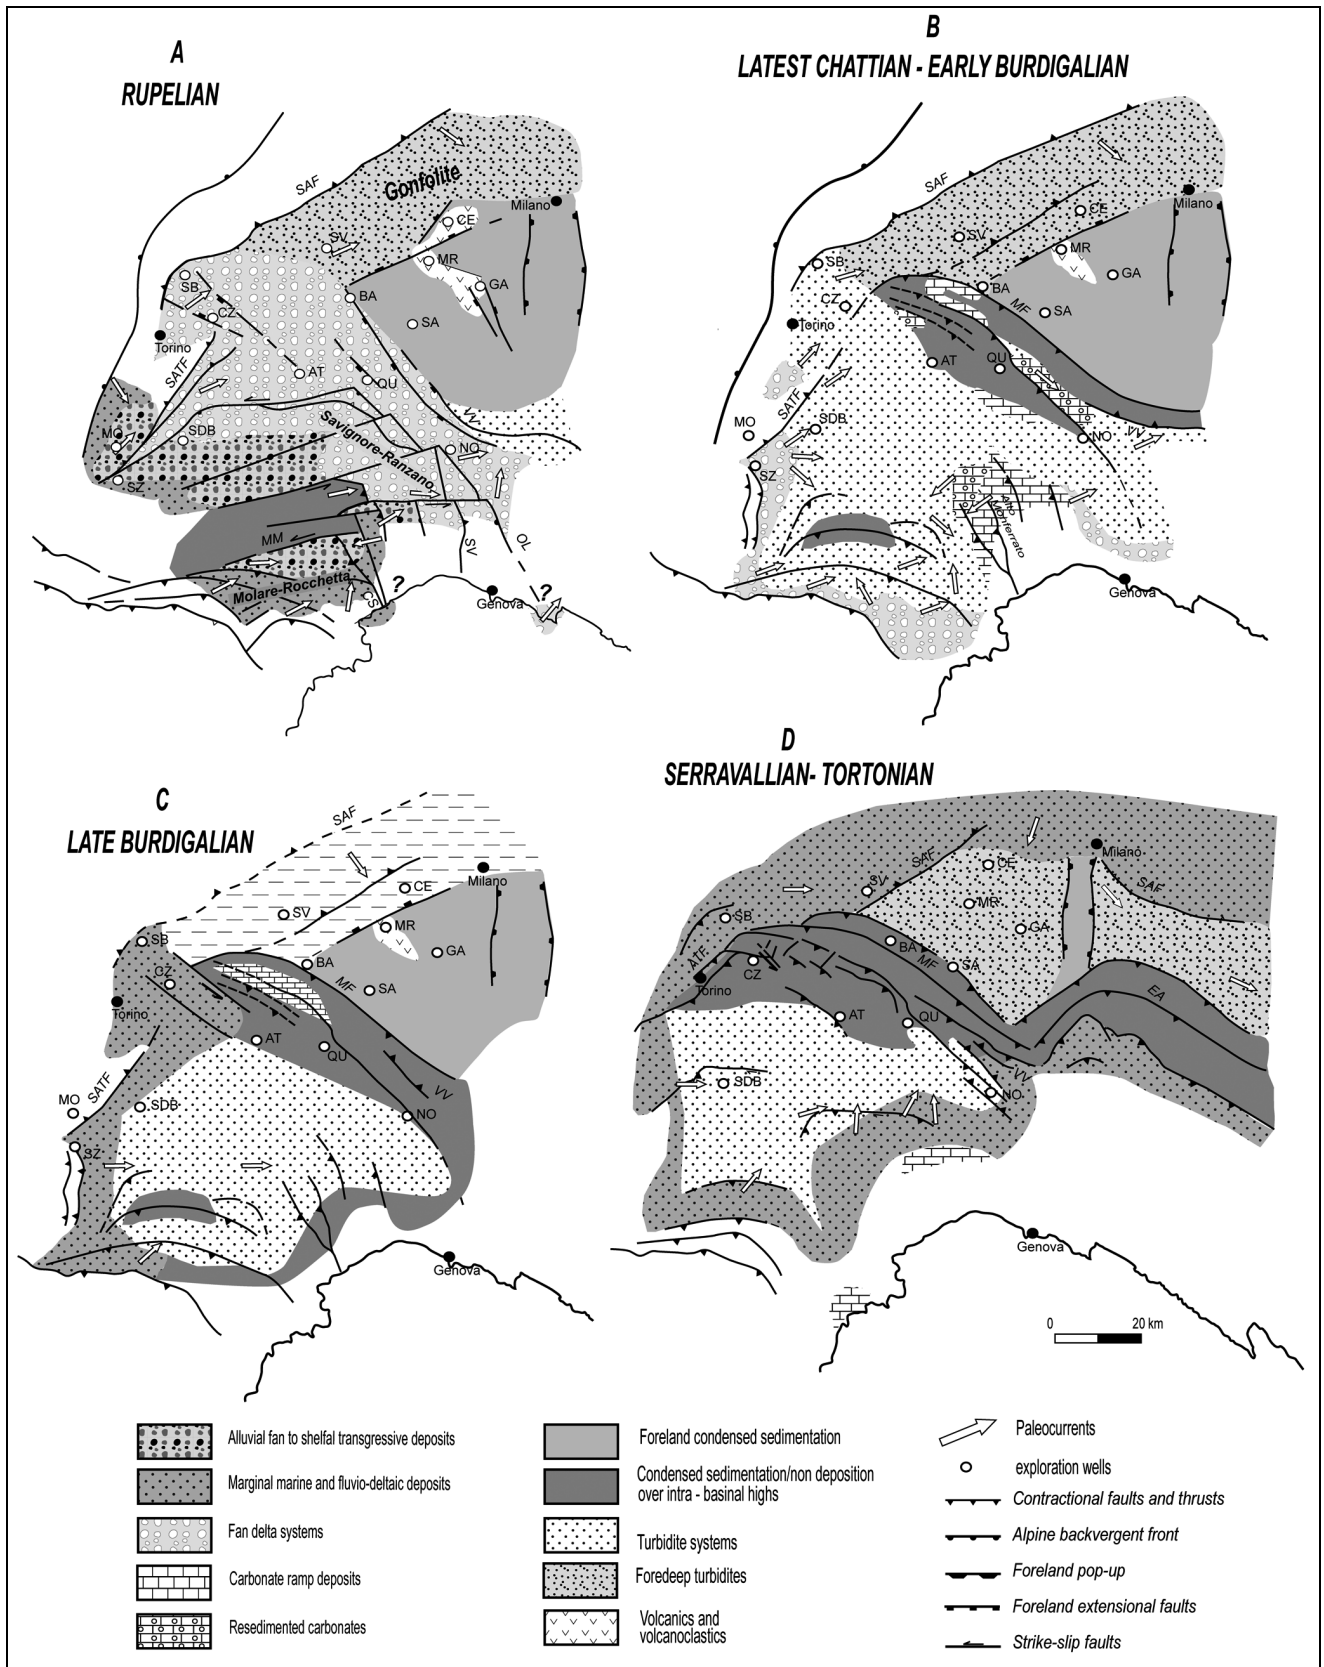 A
RUPELIAN
SAF
Gonfolite
Milano
CE
SV
MR
GA
SB
BA
CZ
SA
Torino
SATF
AT
QU
VV
MO
SDB
Savignore-Ranzano
NO
SZ
MM
SV
OL
Molare-Rocchetta
CS
?
Genova
?
B
LATEST CHATTIAN - EARLY BURDIGALIAN
SAF
Milano
CE
SV
MR
SB
GA
BA
CZ
MF
SA
Torino
AT
QU
SATF
MO
SDB
NO
VV
SZ
Alto
Monferrato
Genova
C
LATE BURDIGALIAN
SAF
Milano
CE
SV
MR
SB
GA
BA
CZ
MF
SA
Torino
AT
QU
SATF
VV
MO
SDB
NO
SZ
Genova
D
SERRAVALLIAN- TORTONIAN
Milano
SAF
CE
SV
SAF
MR
SB
GA
BA
ATF
MF
SA
CZ
Torino
EA
AT
QU
VV
SDB
NO
Genova
0 20 km
Alluvial fan to shelfal transgressive deposits
Marginal marine and fluvio-deltaic deposits
Fan delta systems
Carbonate ramp deposits
Resedimented carbonates
Foreland condensed sedimentation
Condensed sedimentation/non deposition
over intra - basinal highs
Turbidite systems
Foredeep turbidites
Volcanics and
volcanoclastics
Paleocurrents
exploration wells
Contractional faults and thrusts
Alpine backvergent front
Foreland pop-up
Foreland extensional faults
Strike-slip faults